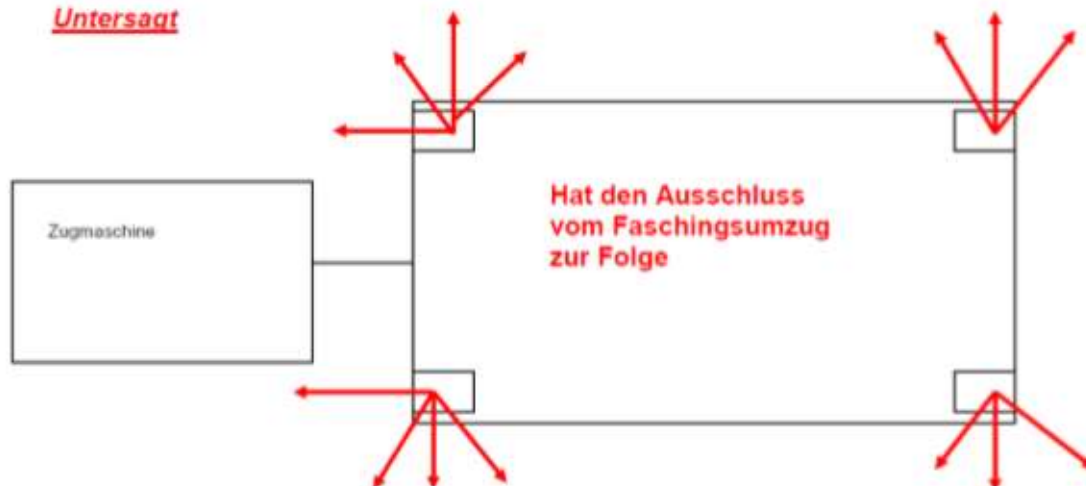 Untersagt
Hat den Ausschluss
vom Faschingsumzug
zur Folge
Zugmaschine